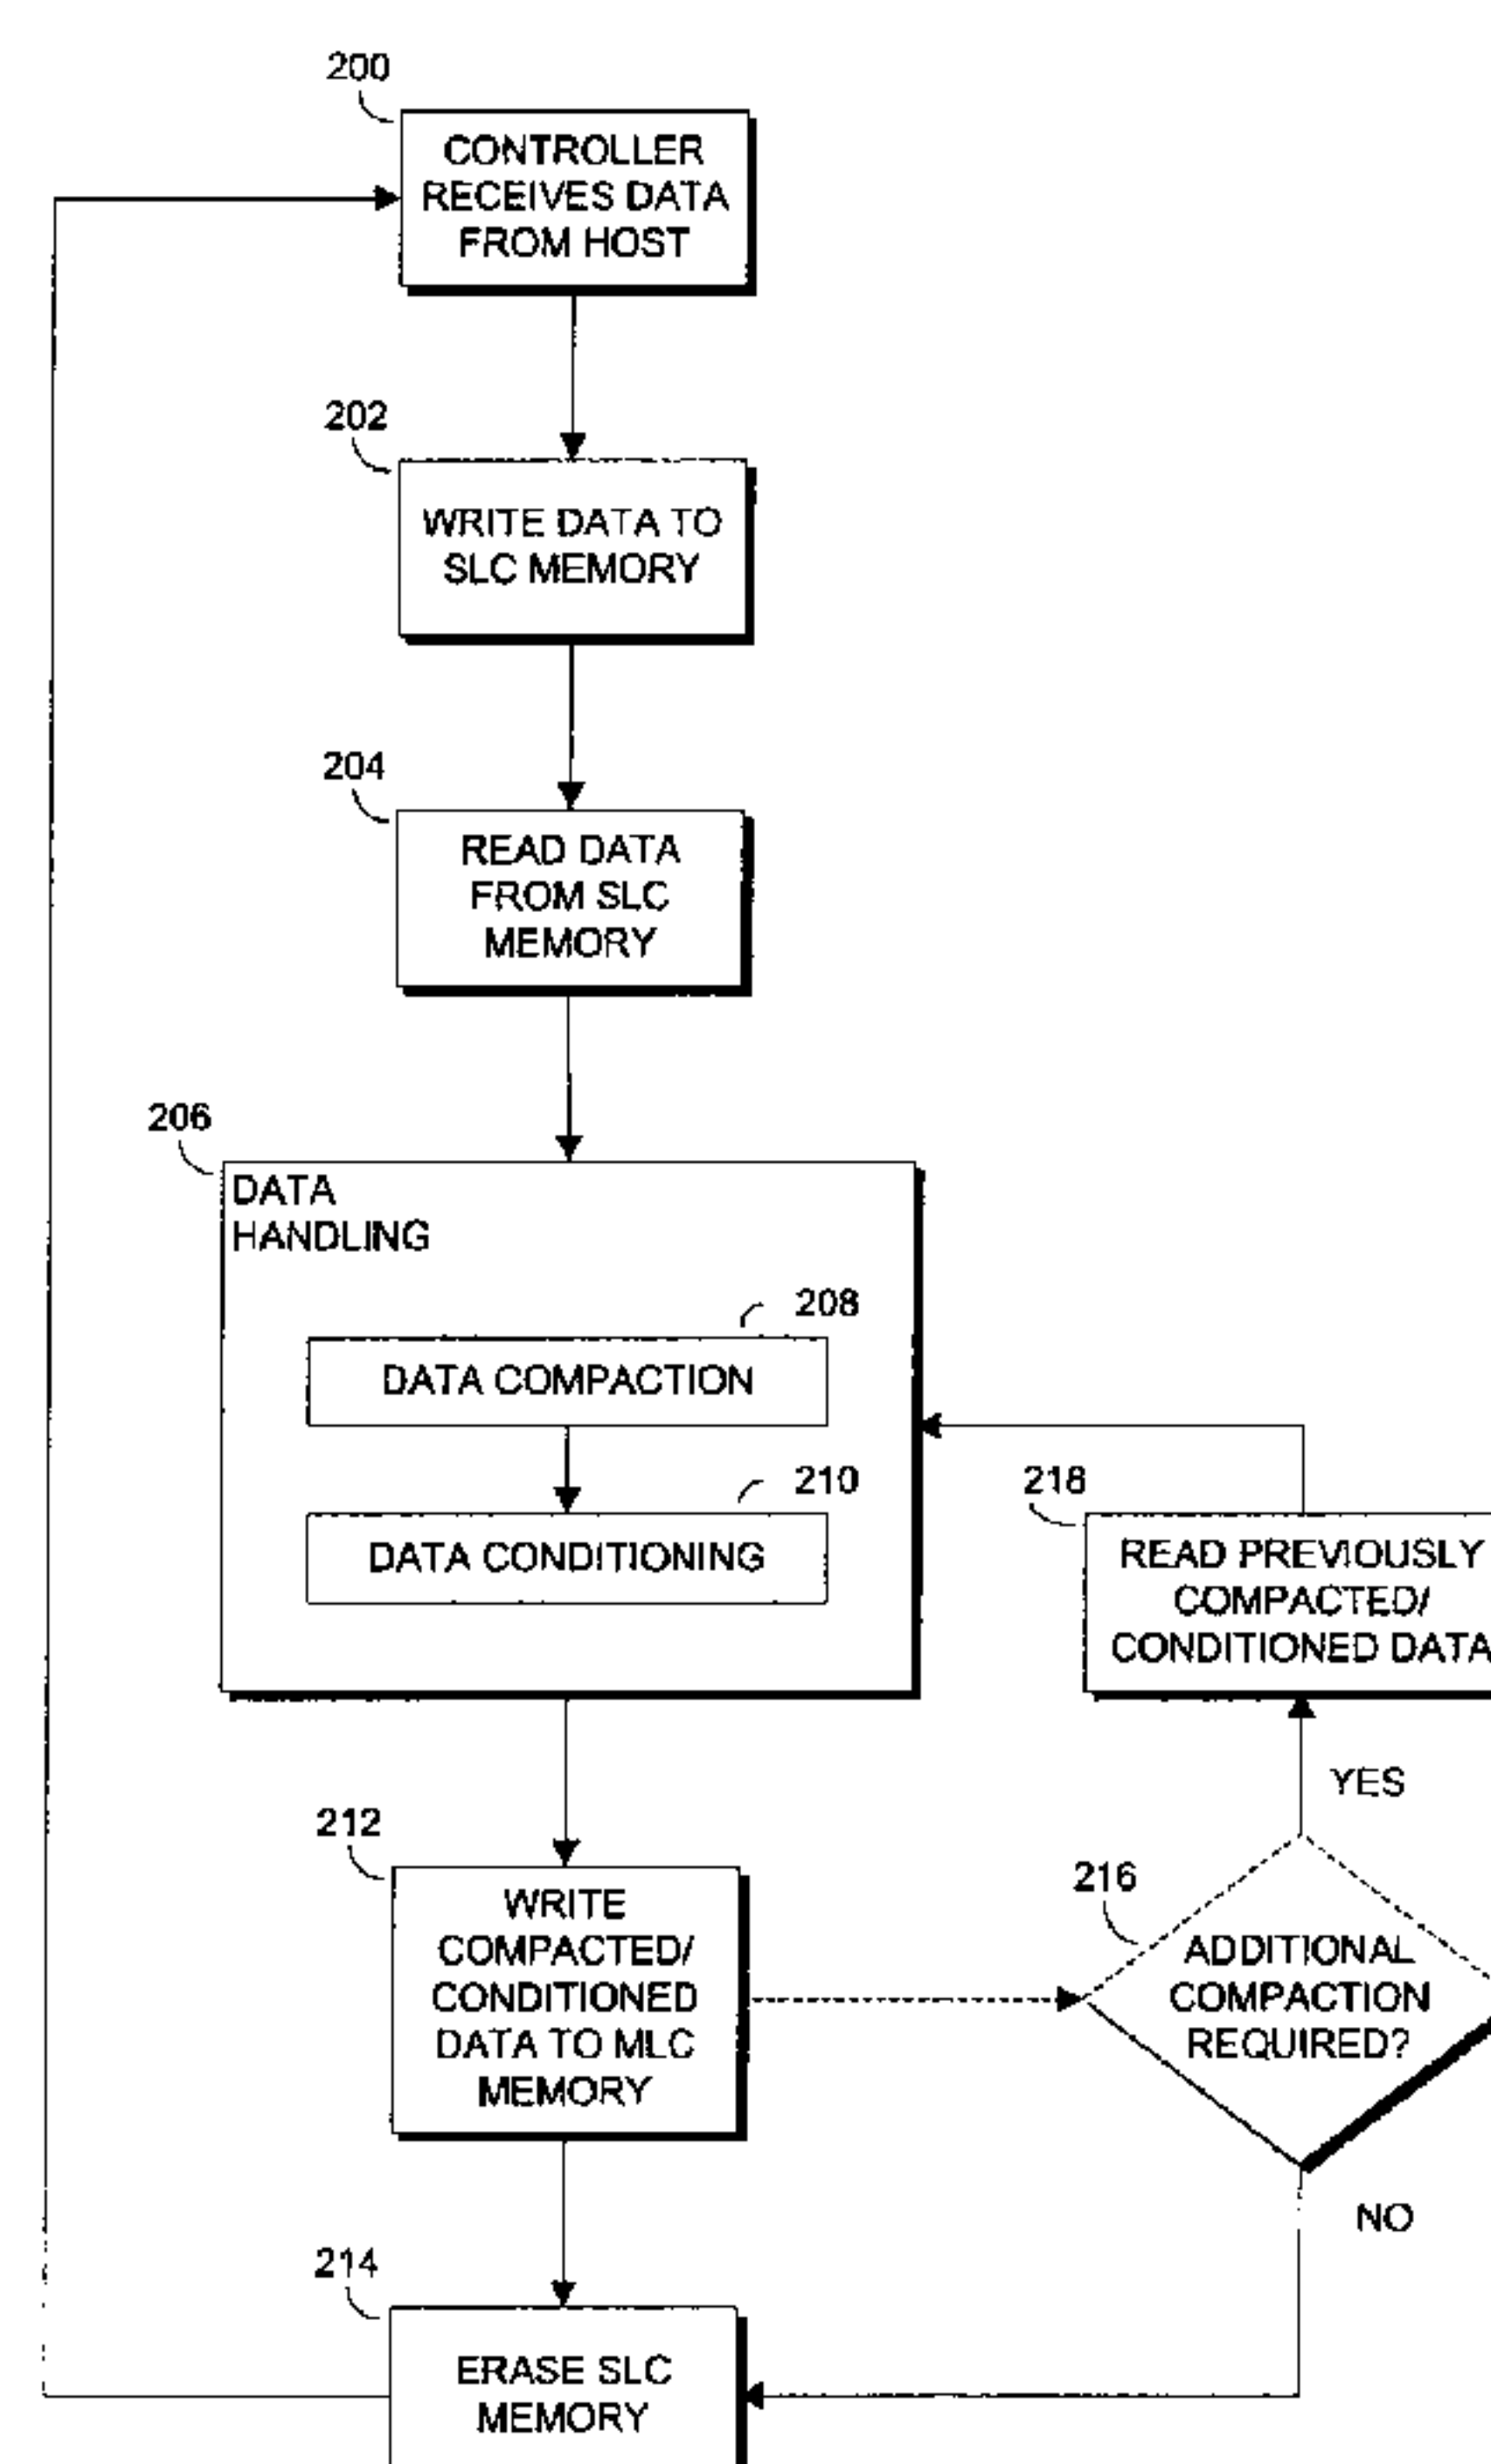 200
CONTROLLER
RECEIVES DATA
FROM HOST
202
WRITE DATA TO
SLC MEMORY
204
READ DATA
FROM SLC
MEMORY
206
DATA
HANDLING
208
DATA COMPACTION
210
DATA CONDITIONING
218
READ PREVIOUSLY
COMPACTED/
CONDITIONED DATA
YES
212
WRITE
COMPACTED/
CONDITIONED
DATA TO MLC
MEMORY
216
ADDITIONAL
COMPACTION
REQUIRED?
NO
214
ERASE SLC
MEMORY